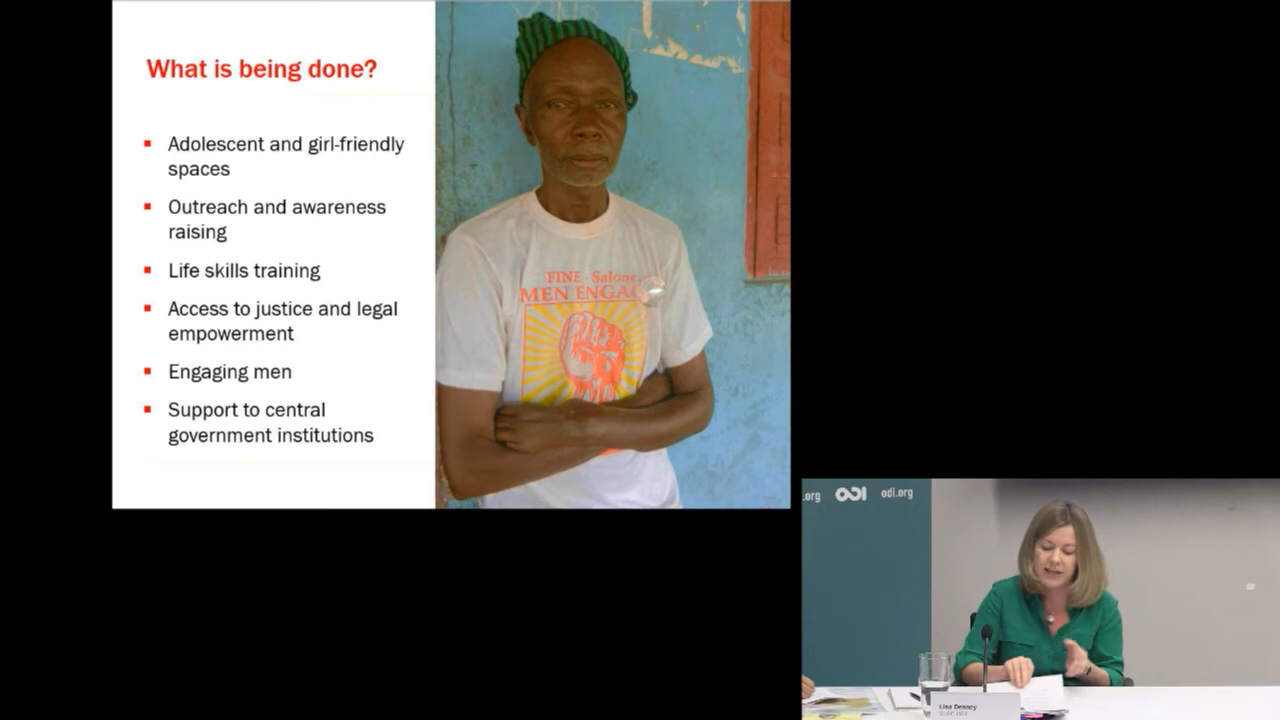 What is being done?
Adolescent and girl-friendly
spaces
Outreach and awareness
raising
Life skills training
Access to justice and legal
empowerment
Engaging men
Support to central
government institutions
FINE - Salone
MEN ENGAG
.org
ODI
odi.org
Lisa Denney